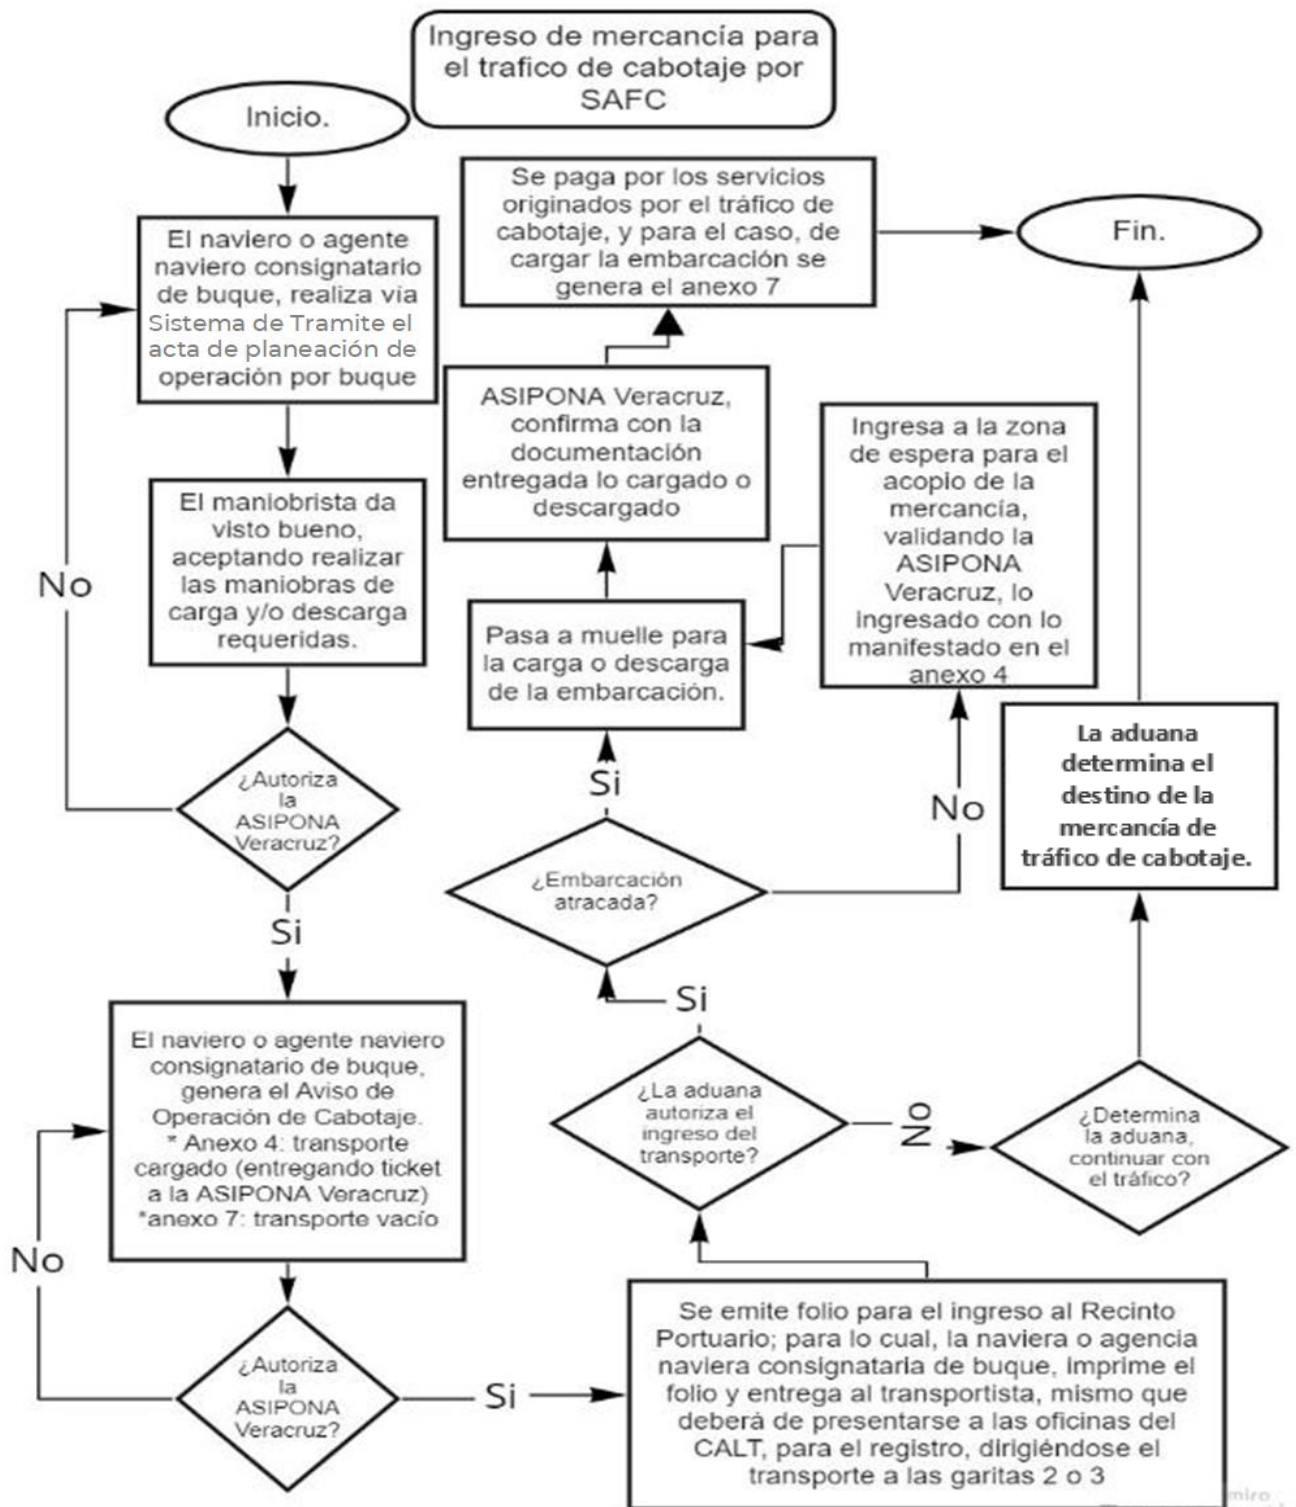 Ingreso de mercancía para
el trafico de cabotaje por
SAFC
Inicio.
El naviero o agente
naviero consignatario
de buque, realiza vía
Sistema de Tramite el
acta de planeación de
operación por buque
El maniobrista da
visto bueno,
aceptando realizar
las maniobras de
carga y/o descarga
requeridas.
No
¿Autoriza
la
ASIPONA
Veracruz?
Si
El naviero o agente naviero
consignatario de buque,
genera el Aviso de
Operación de Cabotaje.
* Anexo 4: transporte
cargado (entregando ticket
a la ASIPONA Veracruz)
*anexo 7: transporte vacío
No
¿Autoriza
la
ASIPONA
Veracruz?
Si
Se emite folio para el ingreso al Recinto
Portuario; para lo cual, la naviera o agencia
naviera consignataria de buque, imprime el
folio y entrega al transportista, mismo que
deberá de presentarse a las oficinas del
CALT, para el registro, dirigiéndose el
transporte a las garitas 2 o 3
¿La aduana
autoriza el
ingreso del
transporte?
Si
No
¿Determina
la aduana,
continuar con
el tráfico?
La aduana
determina el
destino de la
mercancía de
tráfico de cabotaje.
¿Embarcación
atracada?
Si
No
Ingresa a la zona
de espera para el
acopio de la
mercancía,
validando la
ASIPONA
Veracruz, lo
Ingresado con lo
manifestado en el
anexo 4
Pasa a muelle para
la carga o descarga
de la embarcación.
ASIPONA Veracruz,
confirma con la
documentación
entregada lo cargado o
descargado
Se paga por los servicios
originados por el tráfico de
cabotaje, y para el caso, de
cargar la embarcación se
genera el anexo 7
Fin.
miro